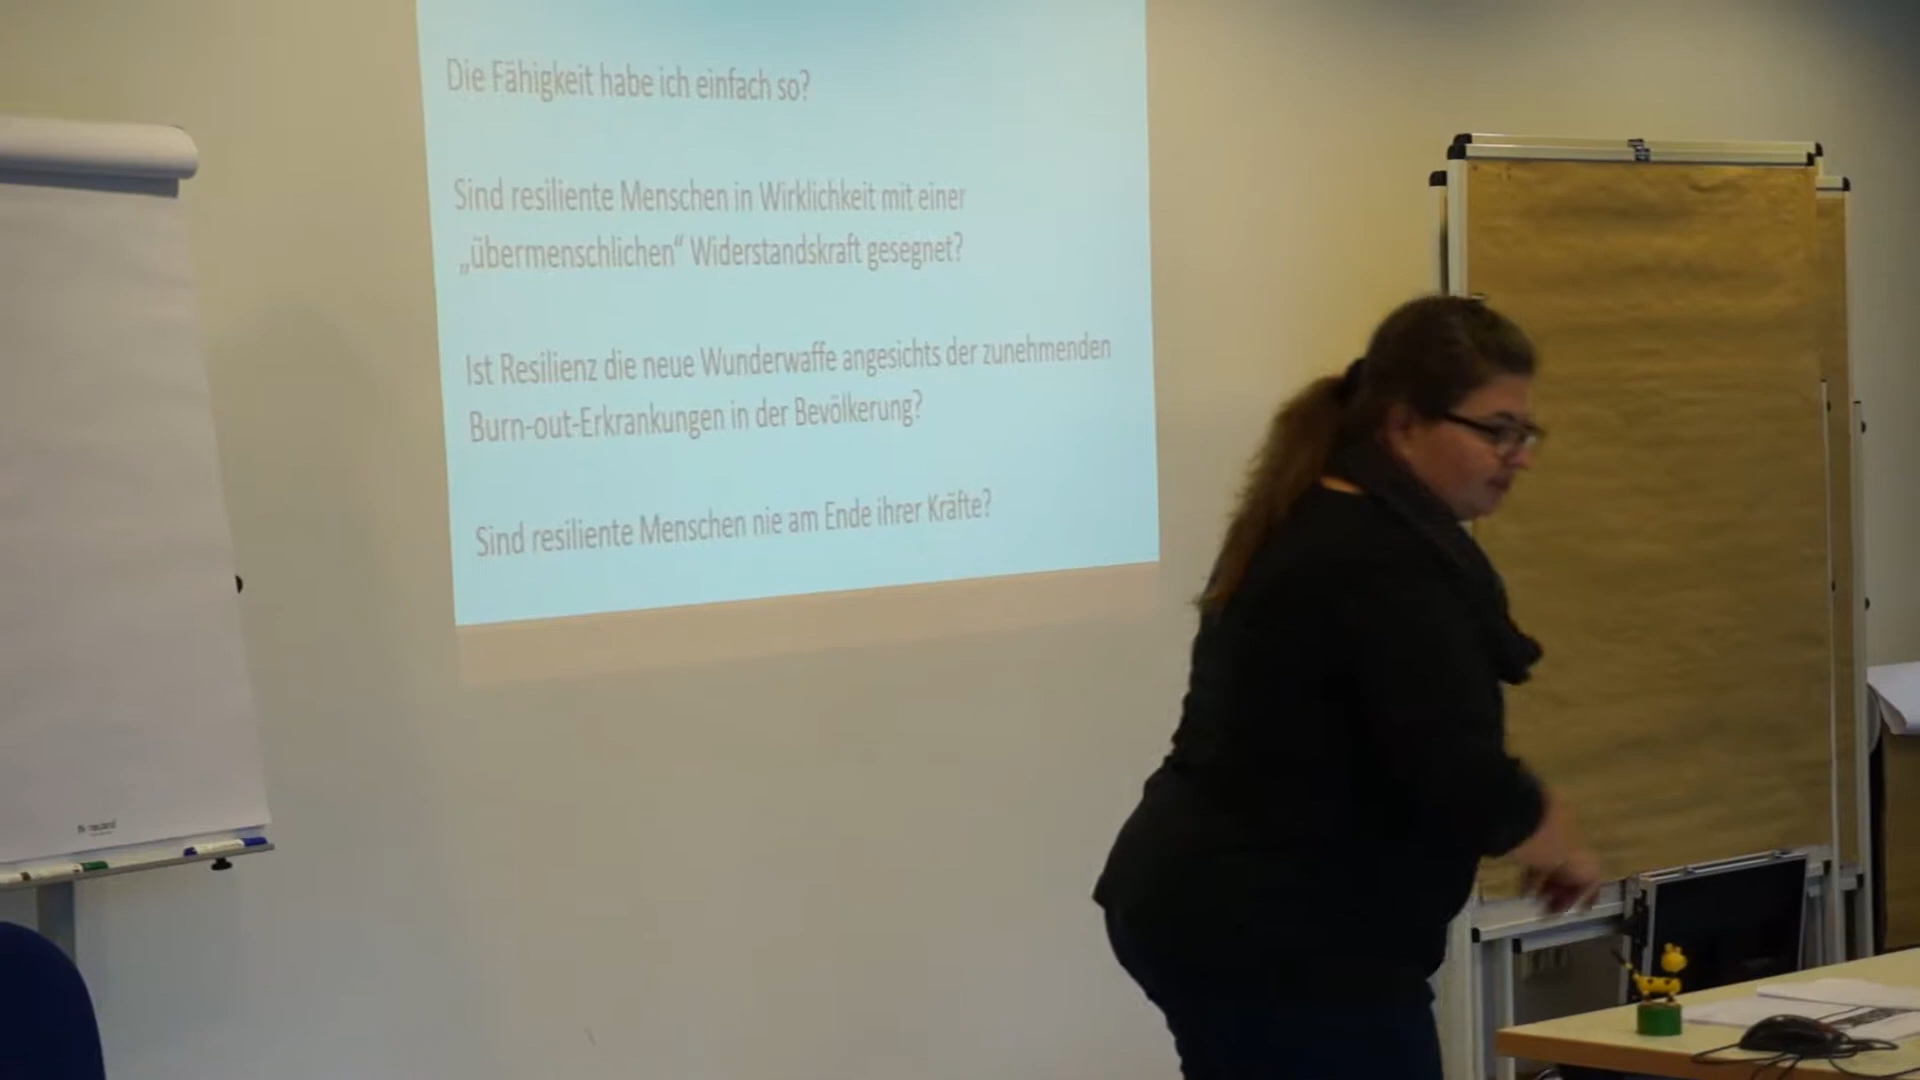 Die Fähigkeit habe ich einfach so?
Sind resiliente Menschen in Wirklichkeit mit einer
„übermenschlichen“ Widerstandskraft gesegnet?
Ist Resilienz die neue Wunderwaffe angesichts der zunehmenden
Burn-out-Erkrankungen in der Bevölkerung?
Sind resiliente Menschen nie am Ende ihrer Kräfte?